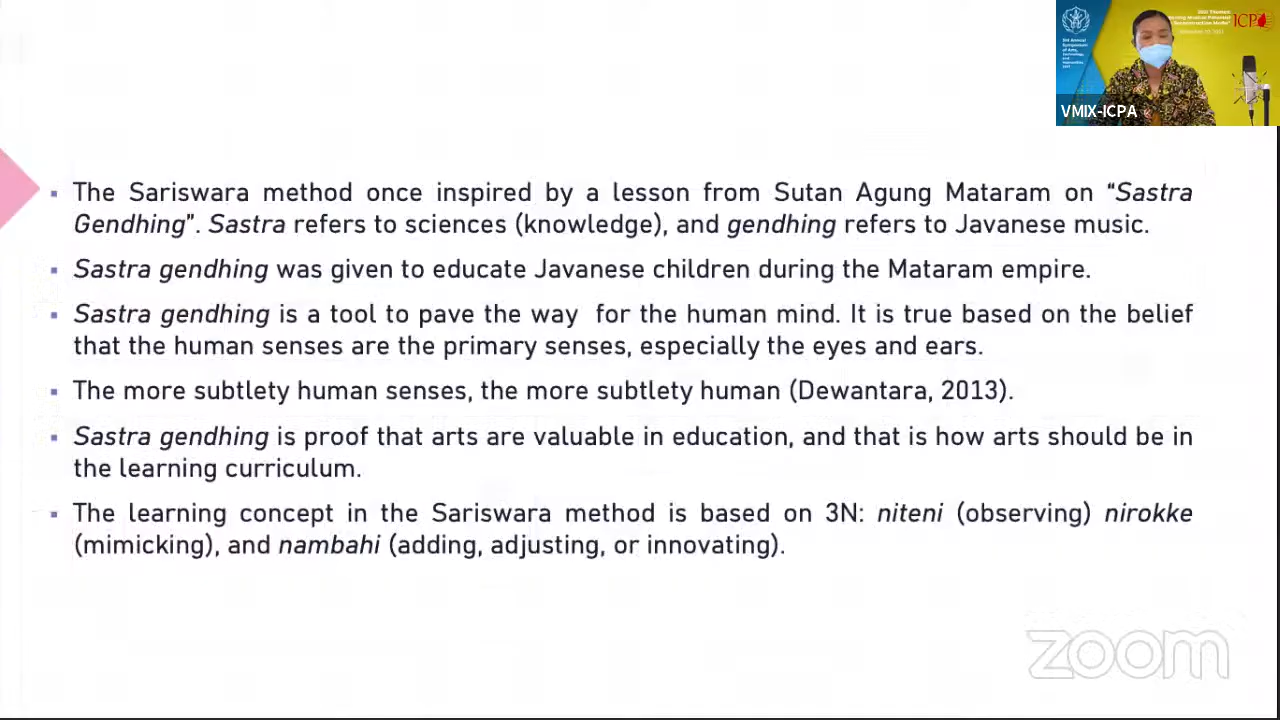 ICPA
VMIX-ICPA
▪ The Sariswara method once inspired by a lesson from Sutan Agung Mataram on “Sastra
Gendhing”. Sastra refers to sciences (knowledge), and gendhing refers to Javanese music.
▪ Sastra gendhing was given to educate Javanese children during the Mataram empire.
▪ Sastra gendhing is a tool to pave the way for the human mind. It is true based on the belief
that the human senses are the primary senses, especially the eyes and ears.
▪ The more subtlety human senses, the more subtlety human (Dewantara, 2013).
▪ Sastra gendhing is proof that arts are valuable in education, and that is how arts should be in
the learning curriculum.
▪ The learning concept in the Sariswara method is based on 3N: niteni (observing) nirokke
(mimicking), and nambahi (adding, adjusting, or innovating).
zoom